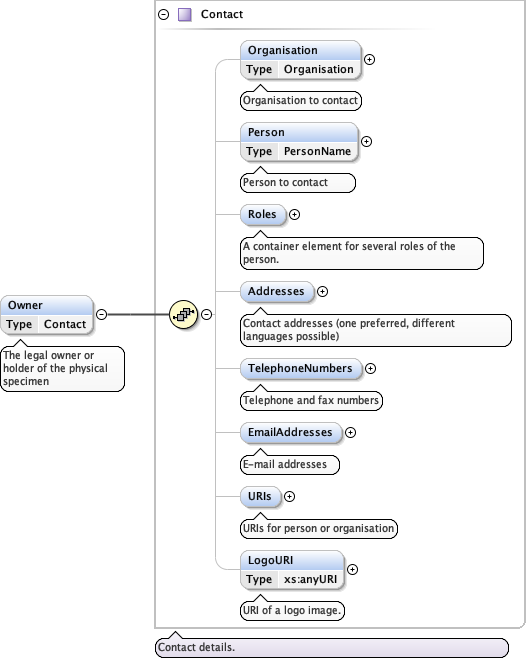 Contact
Organisation
Type Organisation
Organisation to contact
Person
Type PersonName
Person to contact
Roles
A container element for several roles of the
person.
Addresses
Contact addresses (one preferred, different
languages possible)
Owner
Type Contact
The legal owner or
holder of the physical
specimen
TelephoneNumbers
Telephone and fax numbers
EmailAddresses
E-mail addresses
URIs
URIs for person or organisation
LogoURI
Type xs:anyURI
URI of a logo image.
Contact details.